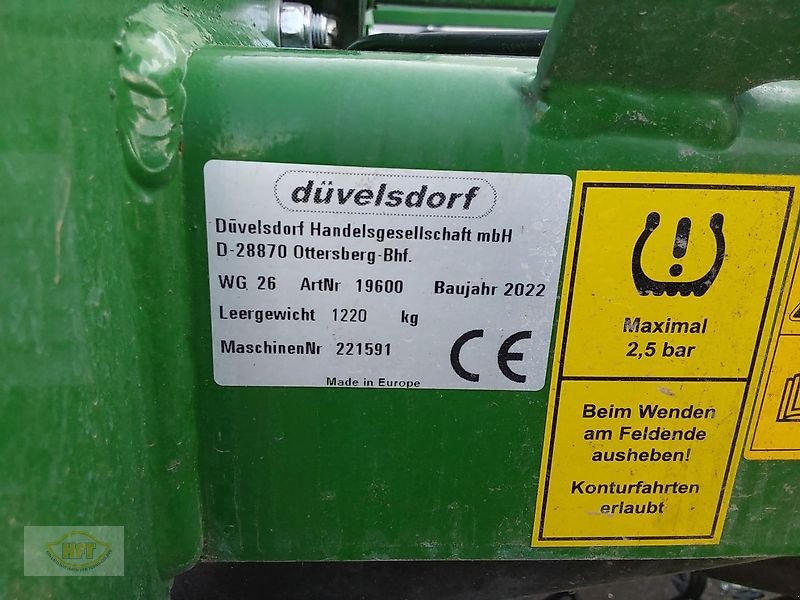 düvelsdorf
Düvelsdorf Handelsgesellschaft mbH
D-28870 Ottersberg-Bhf.
WG 26 ArtNr 19600 Baujahr 2022
Leergewicht 1220 kg
MaschinenNr 221591
CE
Made in Europe
Maximal
2,5 bar
Beim Wenden
am Feldende
ausheben!
Konturfahrten
erlaubt
HFT